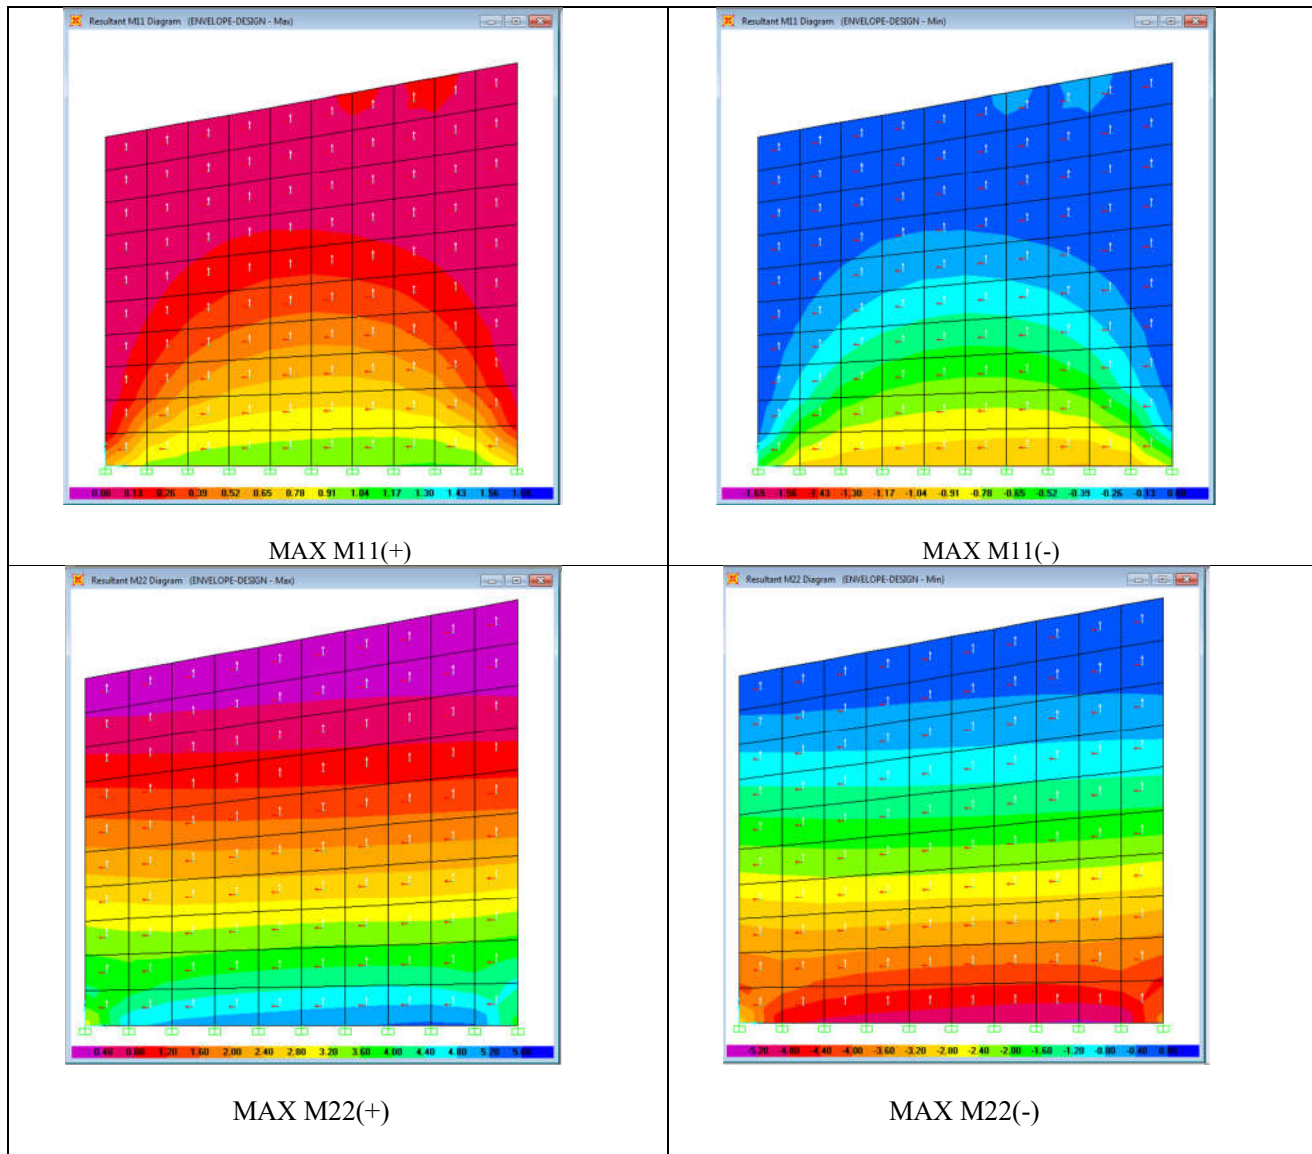 Resultant M11 Diagram (ENVELOPE-DESIGN - Max)
0.00 0.13 0.26 0.39 0.52 0.65 0.78 0.91 1.04 1.17 1.30 1.43 1.56
MAX M11(+)
Resultant M11 Diagram (ENVELOPE-DESIGN - Min)
-1.69 -1.56 -1.43 -1.30 -1.17 -1.04 -0.91 -0.78 -0.65 -0.52 -0.39 -0.26 -0.13 0.00
MAX M11(-)
Resultant M22 Diagram (ENVELOPE-DESIGN - Max)
0.40 0.80 1.20 1.60 2.00 2.40 2.80 3.20 3.60 4.00 4.40 4.80 5.20 5.60
MAX M22(+)
Resultant M22 Diagram (ENVELOPE-DESIGN - Min)
-5.20 -4.80 -4.40 -4.00 -3.60 -3.20 -2.80 -2.40 -2.00 -1.60 -1.20 -0.80 -0.40 0.00
MAX M22(-)